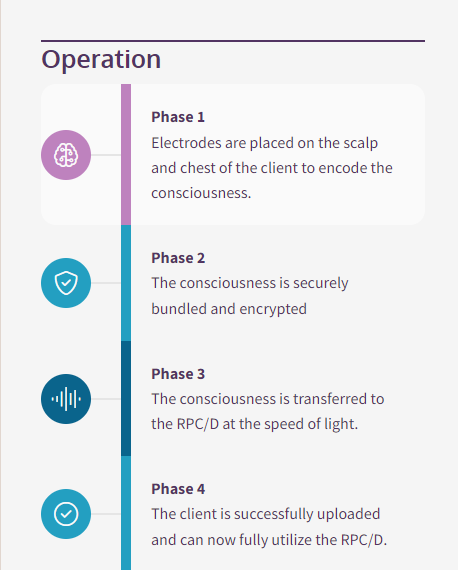 Operation
Phase 1
Electrodes are placed on the scalp
and chest of the client to encode the
consciousness.
Phase 2
The consciousness is securely
bundled and encrypted
Phase 3
The consciousness is transferred to
the RPC/D at the speed of light.
Phase 4
The client is successfully uploaded
and can now fully utilize the RPC/D.